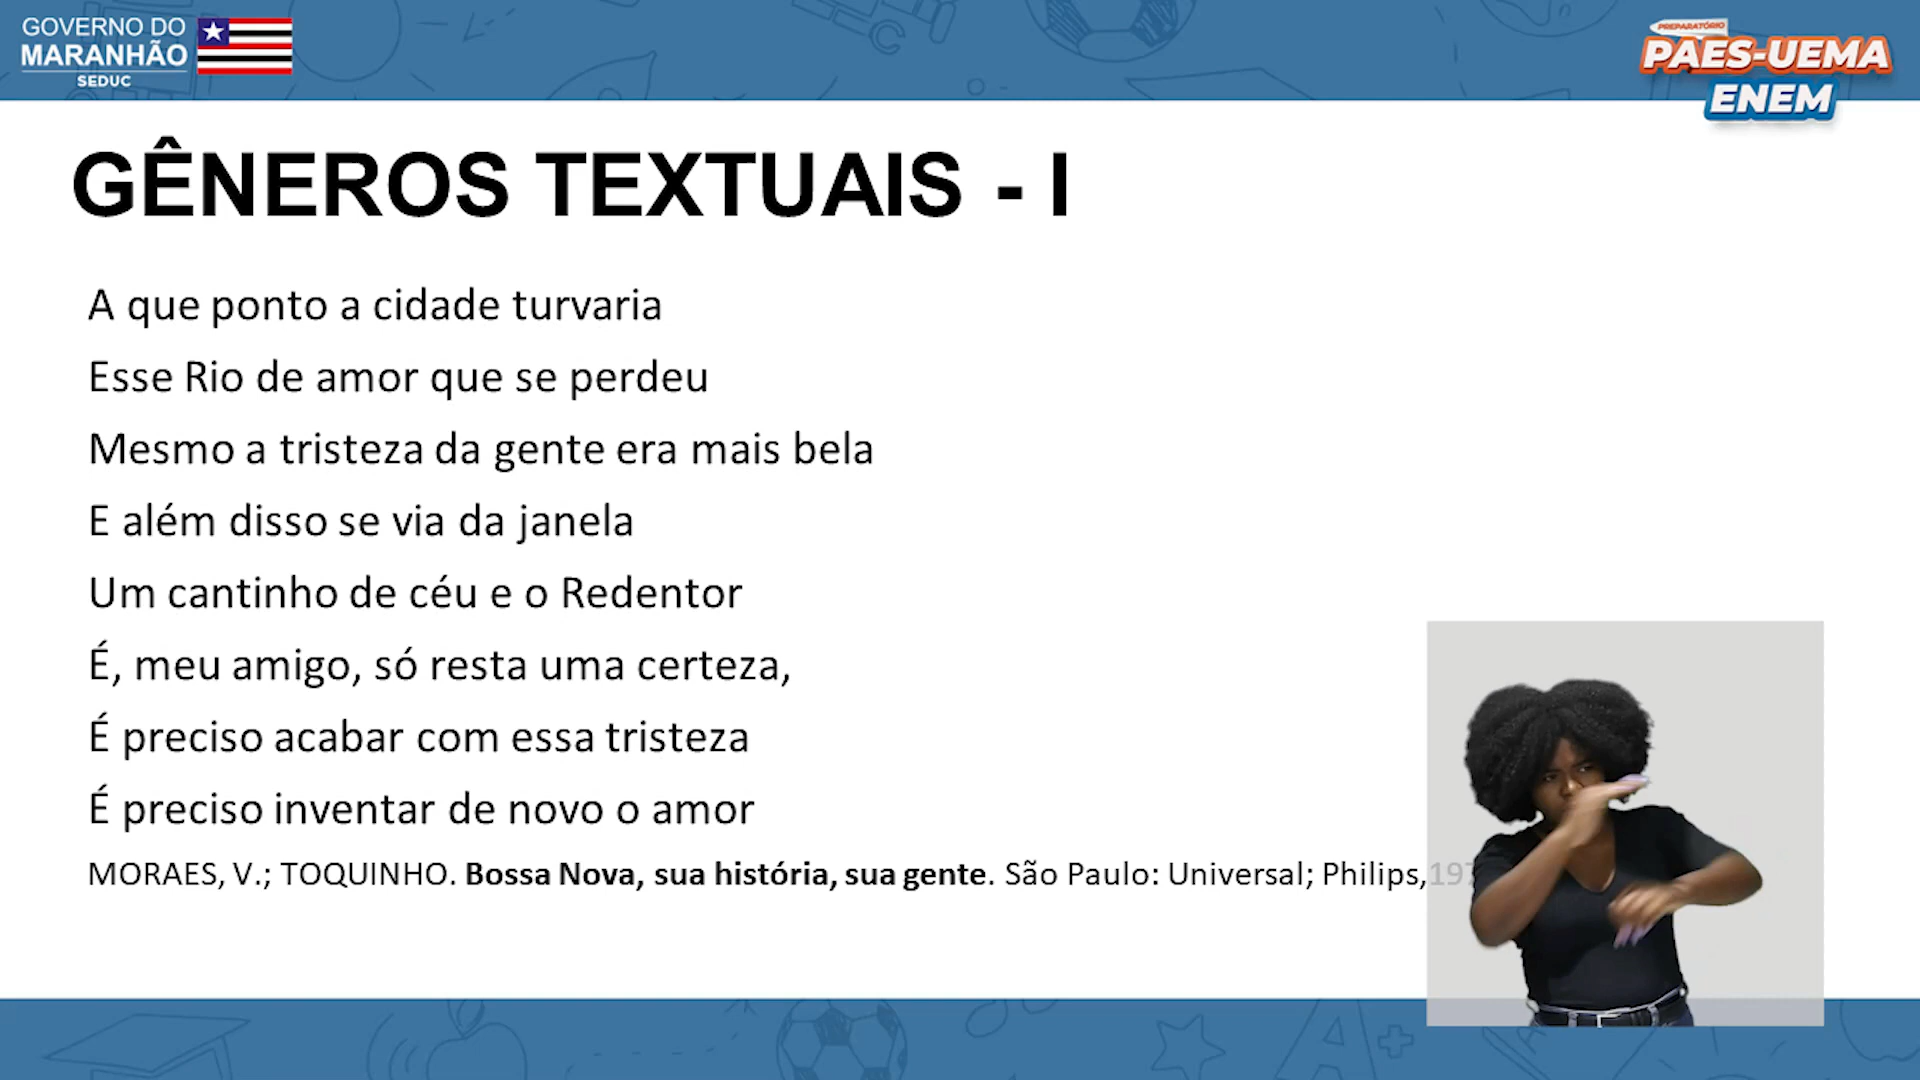 GOVERNO DO
MARANHÃO
SEDUC
PREPARATÓRIO
PAES-UEMA
ENEM
GÊNEROS TEXTUAIS - I
A que ponto a cidade turvaria
Esse Rio de amor que se perdeu
Mesmo a tristeza da gente era mais bela
E além disso se via da janela
Um cantinho de céu e o Redentor
É, meu amigo, só resta uma certeza,
É preciso acabar com essa tristeza
É preciso inventar de novo o amor
MORAES, V.; TOQUINHO. Bossa Nova, sua história, sua gente. São Paulo: Universal; Philips,